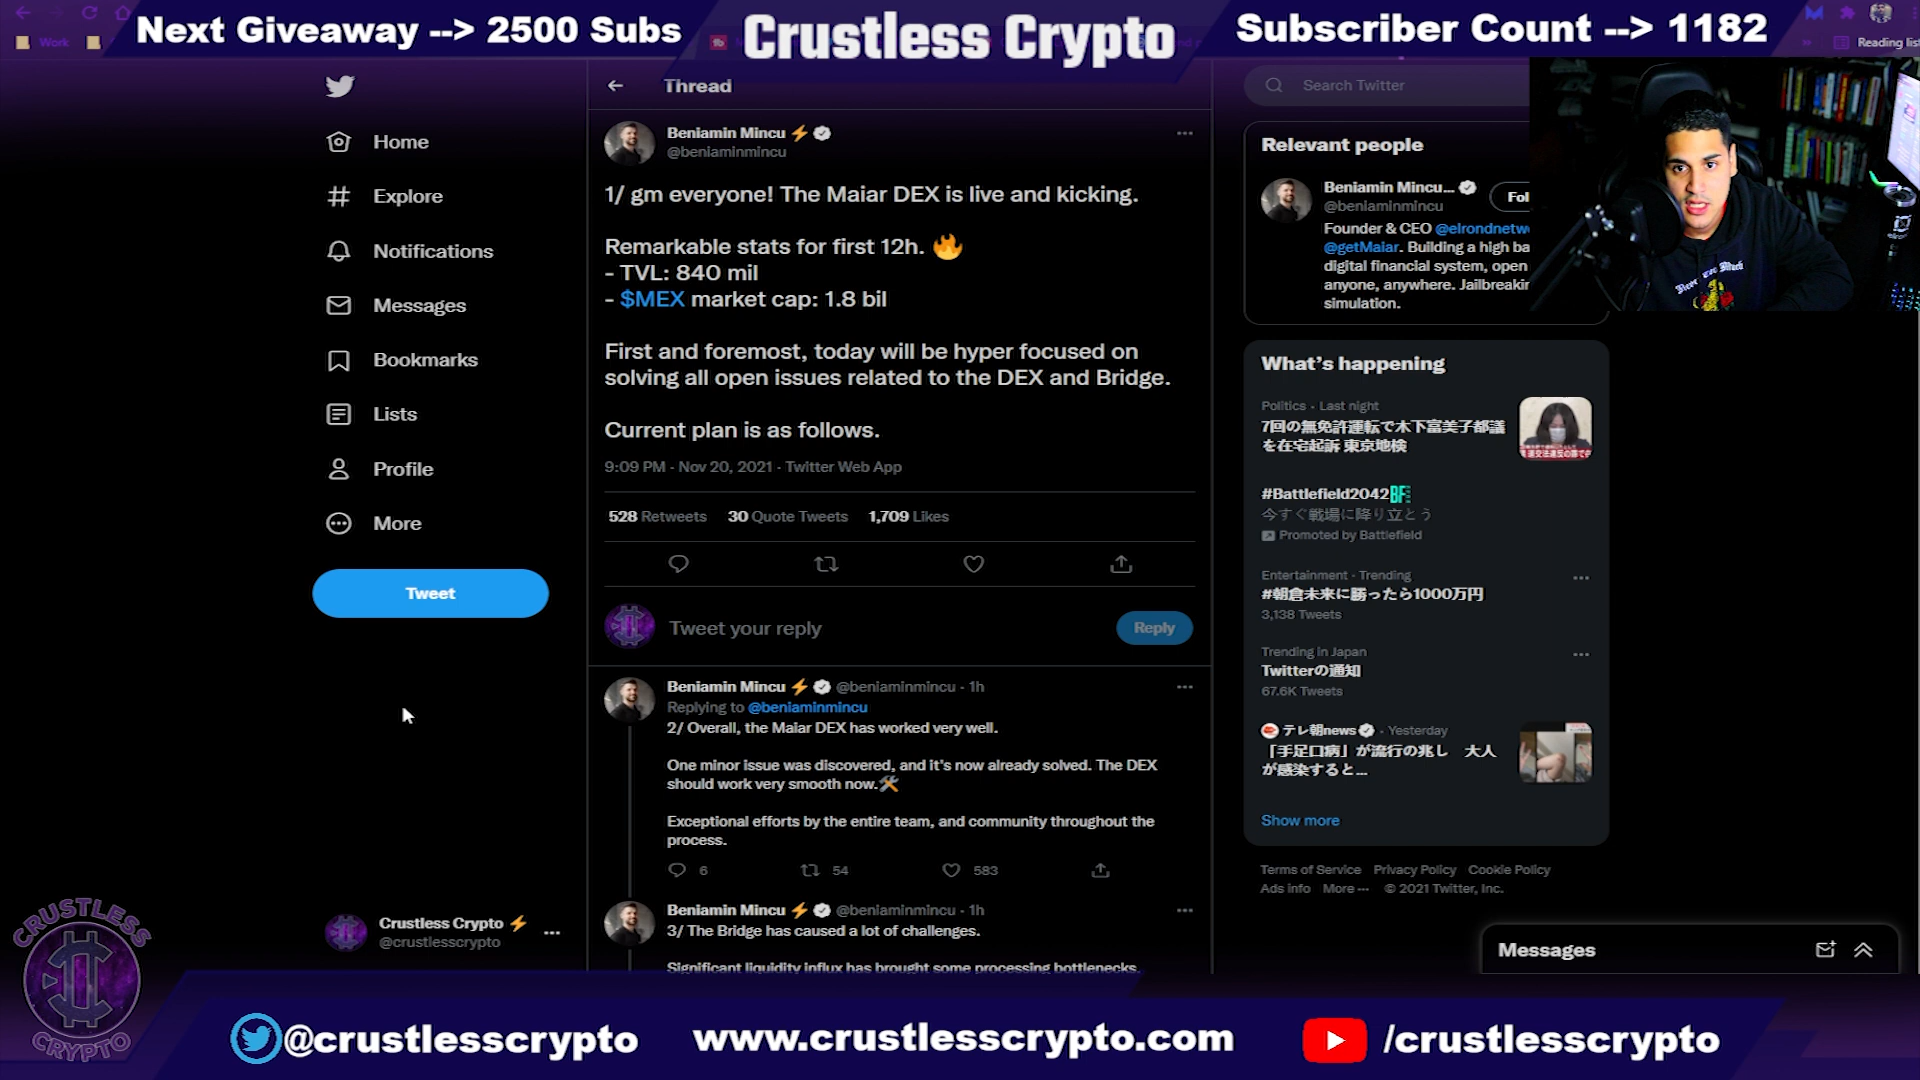 Next Giveaway --> 2500 Subs
Crustless Crypto
Subscriber Count --> 1182
Work
Reading list
Home
Explore
Notifications
Messages
Bookmarks
Lists
Profile
More
Tweet
Crustless Crypto⚡
@crustlesscrypto
Thread
Beniamin Mincu ⚡
@beniaminmincu
1/ gm everyone! The Maiar DEX is live and kicking.
Remarkable stats for first 12h. 🔥
- TVL: 840 mil
- $MEX market cap: 1.8 bil
First and foremost, today will be hyper focused on
solving all open issues related to the DEX and Bridge.
Current plan is as follows.
9:09 PM · Nov 20, 2021 · Twitter Web App
528 Retweets 30 Quote Tweets 1,709 Likes
Tweet your reply
Reply
Beniamin Mincu ⚡ @beniaminmincu · 1h
Replying to @beniaminmincu
2/ Overall, the Maiar DEX has worked very well.
One minor issue was discovered, and it's now already solved. The DEX
should work very smooth now.🛠️
Exceptional efforts by the entire team, and community throughout the
process.
6 54 583
Beniamin Mincu ⚡ @beniaminmincu · 1h
3/ The Bridge has caused a lot of challenges.
Significant liquidity influx has brought some processing bottlenecks.
Search Twitter
Relevant people
Beniamin Mincu...
@beniaminmincu
Fol
Founder & CEO @elrondnetw
@getMaiar. Building a high ba
digital financial system, open
anyone, anywhere. Jailbreakin
simulation.
What's happening
Politics · Last night
7回の無免許運転で木下富美子都議
を在宅起訴 東京地検
#Battlefield2042
今すぐ戦場に降り立とう
Promoted by Battlefield
Entertainment · Trending
#朝倉未来に勝ったら1000万円
3,138 Tweets
Trending in Japan
Twitterの通知
67.6K Tweets
テレ朝news · Yesterday
「手足口病」が流行の兆し 大人
が感染すると...
Show more
Terms of Service Privacy Policy Cookie Policy
Ads info More ··· © 2021 Twitter, Inc.
Messages
CRUSTLESS
CRYPTO
@crustlesscrypto
www.crustlesscrypto.com
/crustlesscrypto